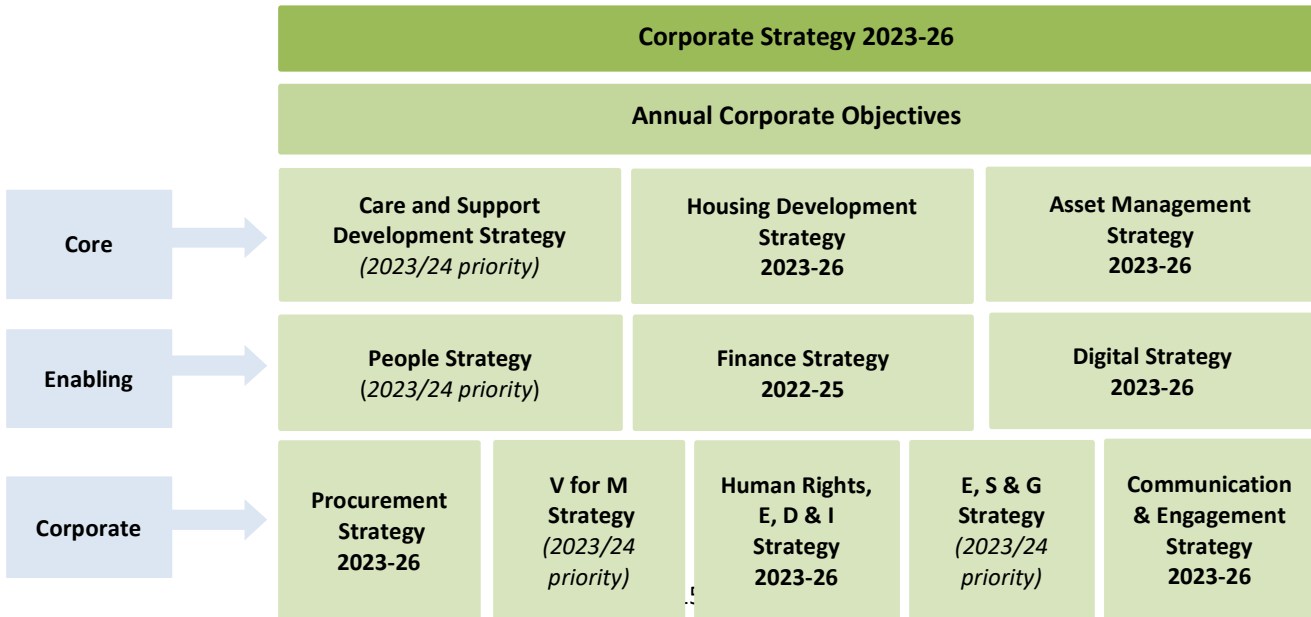 Corporate Strategy 2023-26
Annual Corporate Objectives
Core
Care and Support
Development Strategy
(2023/24 priority)
Housing Development
Strategy
2023-26
Asset Management
Strategy
2023-26
Enabling
People Strategy
(2023/24 priority)
Finance Strategy
2022-25
Digital Strategy
2023-26
Corporate
Procurement
Strategy
2023-26
V for M
Strategy
(2023/24
priority)
Human Rights,
E, D & I
Strategy
2023-26
E, S & G
Strategy
(2023/24
priority)
Communication
& Engagement
Strategy
2023-26